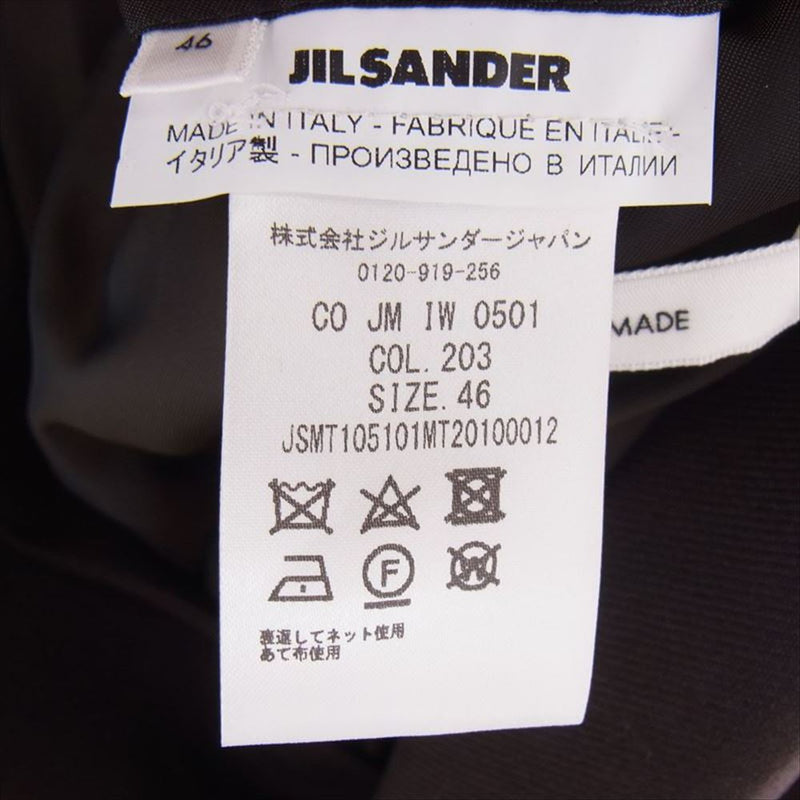 46
JIL SANDER
MADE IN ITALY - FABRIQUÉ EN ITALIE -
イタリア製 - ПРОИЗВЕДЕНО В ИТАЛИИ
株式会社ジルサンダージャパン
0120-919-256
CO JM IW 0501
COL. 203
SIZE. 46
JSMT105101MT20100012
MADE
F
W
裏返してネット使用
あて布使用